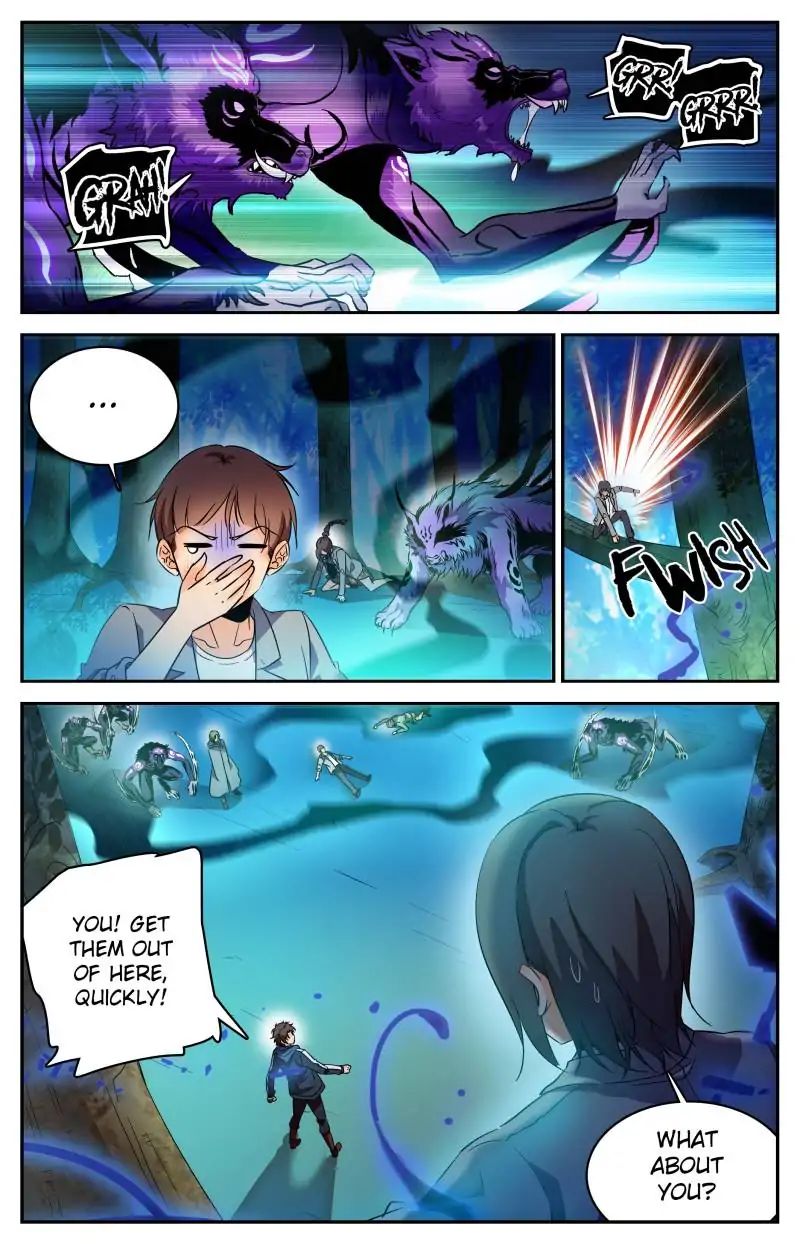 GRR!
GRRR!
GRAH!
...
FWISH
YOU! GET
THEM OUT
OF HERE,
QUICKLY!
WHAT
ABOUT
YOU?